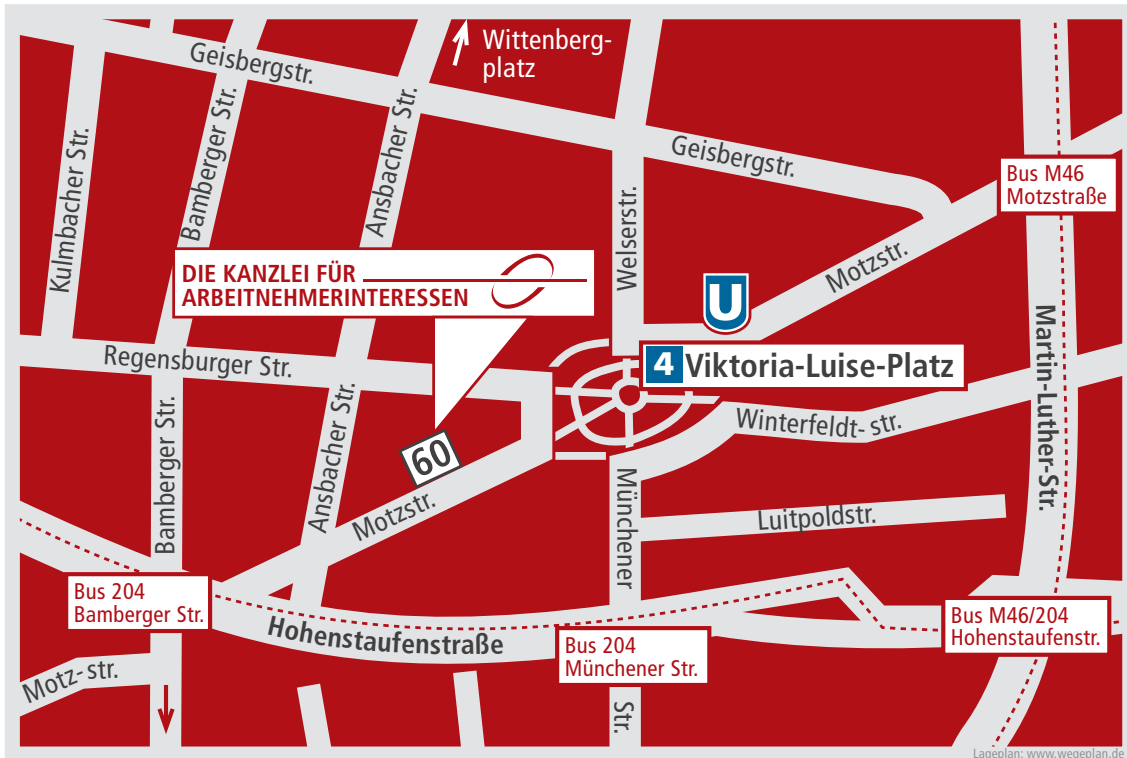 Wittenberg-
platz
Geisbergstr.
Geisbergstr.
Kulmbacher Str.
Bamberger Str.
Ansbacher Str.
Welserstr.
Bus M46
Motzstraße
Motzstr.
DIE KANZLEI FÜR
ARBEITNEHMERINTERESSEN
U
4 Viktoria-Luise-Platz
Regensburger Str.
Martin-Luther-Str.
Winterfeldt-str.
Bamberger Str.
Ansbacher Str.
60
Motzstr.
Münchener
Luitpoldstr.
Bus 204
Bamberger Str.
Hohenstaufenstraße
Bus 204
Münchener Str.
Bus M46/204
Hohenstaufenstr.
Motz-str.
Str.
Lageplan: www.wegeplan.de